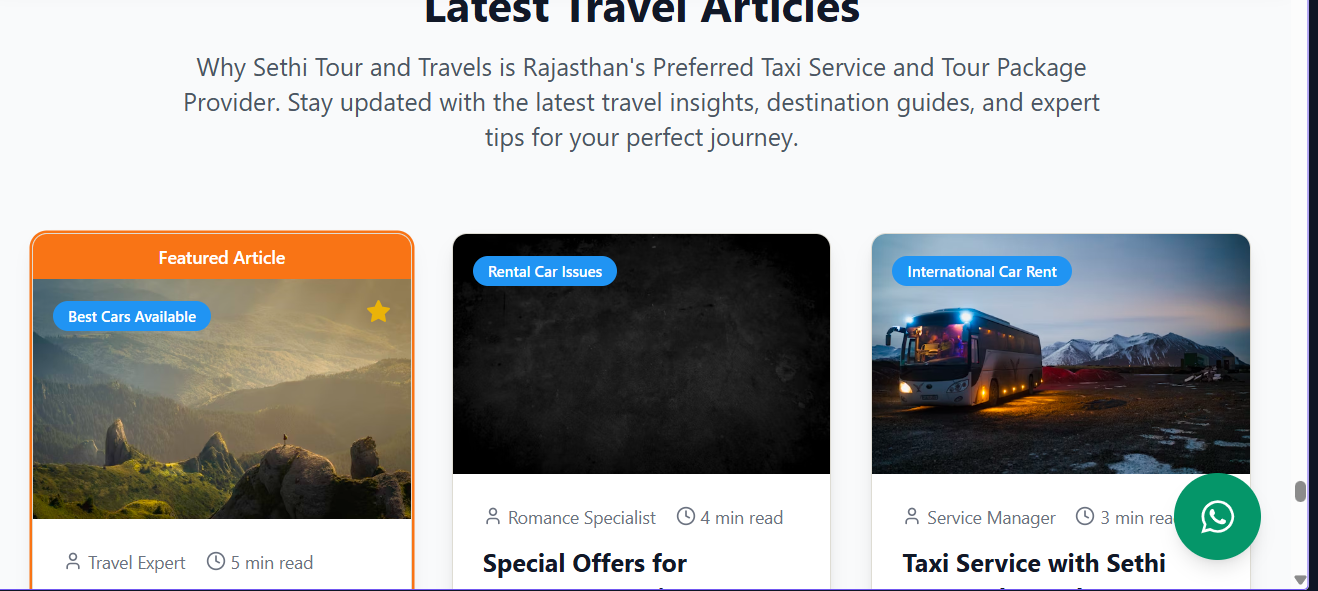 Latest Travel Articles
Why Sethi Tour and Travels is Rajasthan's Preferred Taxi Service and Tour Package
Provider. Stay updated with the latest travel insights, destination guides, and expert
tips for your perfect journey.
Featured Article
Best Cars Available
Travel Expert 5 min read
Rental Car Issues
Romance Specialist 4 min read
Special Offers for
International Car Rent
Service Manager 3 min rea
Taxi Service with Sethi